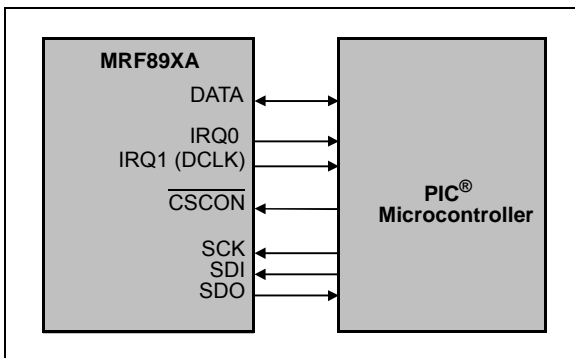 MRF89XA
DATA
IRQ0
IRQ1 (DCLK)
CSCON
SCK
SDI
SDO
PIC®
Microcontroller